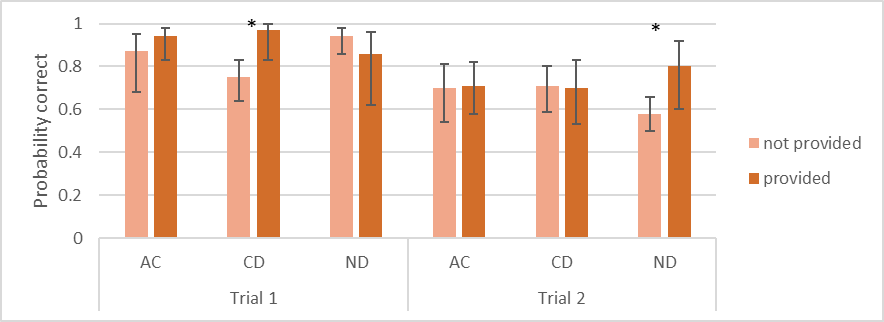 Probability correct
1
0.8
0.6
0.4
0.2
0
*
*
AC CD ND AC CD ND
Trial 1 Trial 2
not provided
provided